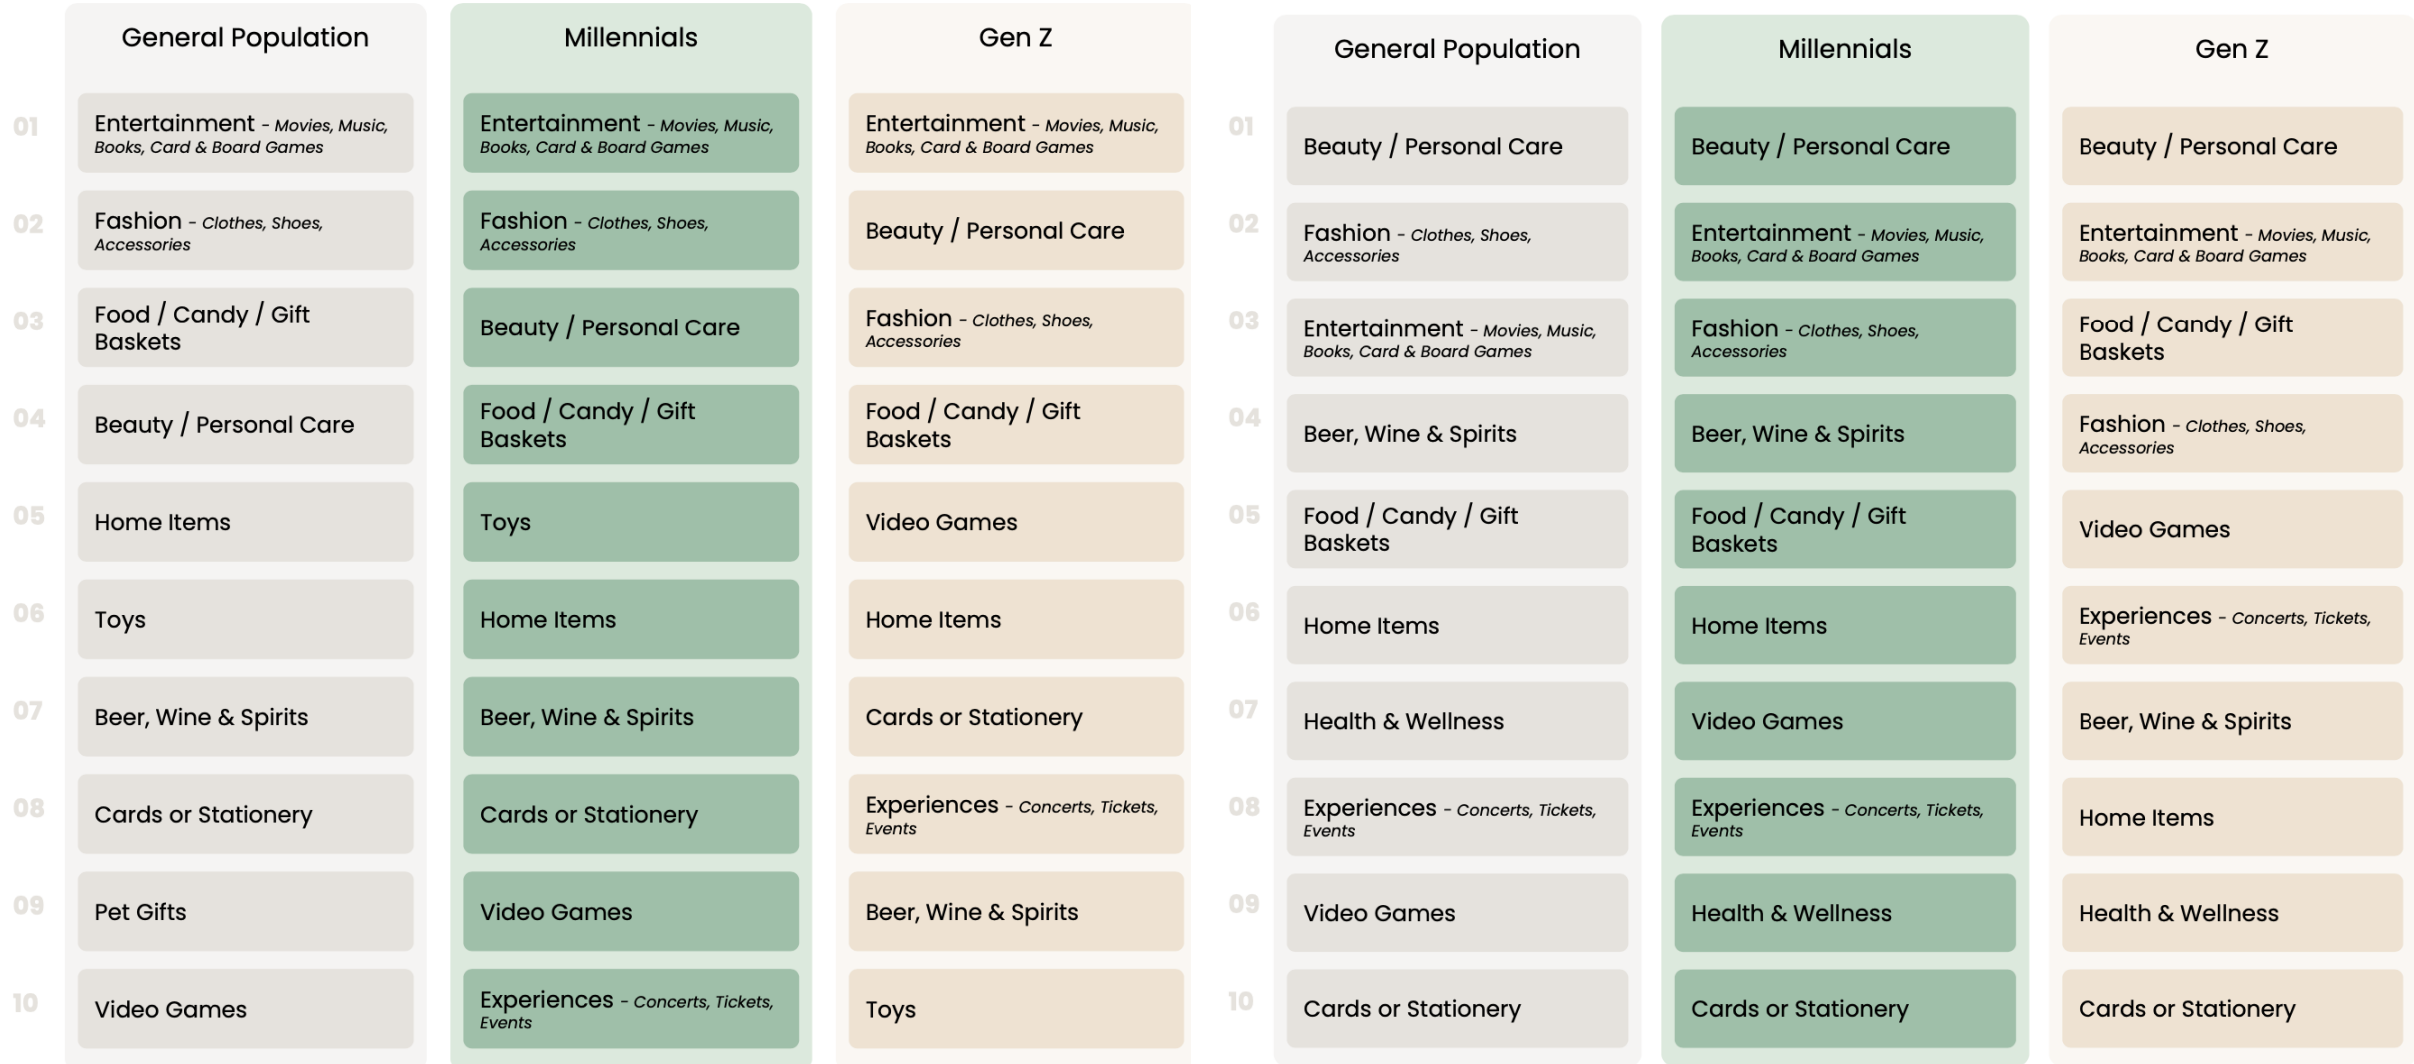 General Population
Millennials
Gen Z
01
Entertainment - Movies, Music,
Books, Card & Board Games
Entertainment - Movies, Music,
Books, Card & Board Games
Entertainment - Movies, Music,
Books, Card & Board Games
02
Fashion - Clothes, Shoes,
Accessories
Fashion - Clothes, Shoes,
Accessories
Beauty / Personal Care
03
Food / Candy / Gift
Baskets
Beauty / Personal Care
Fashion - Clothes, Shoes,
Accessories
04
Beauty / Personal Care
Food / Candy / Gift
Baskets
Food / Candy / Gift
Baskets
05
Home Items
Toys
Video Games
06
Toys
Home Items
Home Items
07
Beer, Wine & Spirits
Beer, Wine & Spirits
Cards or Stationery
08
Cards or Stationery
Cards or Stationery
Experiences - Concerts, Tickets,
Events
09
Pet Gifts
Video Games
Beer, Wine & Spirits
10
Video Games
Experiences - Concerts, Tickets,
Events
Toys
General Population
Millennials
Gen Z
01
Beauty / Personal Care
Beauty / Personal Care
Beauty / Personal Care
02
Fashion - Clothes, Shoes,
Accessories
Entertainment - Movies, Music,
Books, Card & Board Games
Entertainment - Movies, Music,
Books, Card & Board Games
03
Entertainment - Movies, Music,
Books, Card & Board Games
Fashion - Clothes, Shoes,
Accessories
Food / Candy / Gift
Baskets
04
Beer, Wine & Spirits
Beer, Wine & Spirits
Fashion - Clothes, Shoes,
Accessories
05
Food / Candy / Gift
Baskets
Food / Candy / Gift
Baskets
Video Games
06
Home Items
Home Items
Experiences - Concerts, Tickets,
Events
07
Health & Wellness
Video Games
Beer, Wine & Spirits
08
Experiences - Concerts, Tickets,
Events
Experiences - Concerts, Tickets,
Events
Home Items
09
Video Games
Health & Wellness
Health & Wellness
10
Cards or Stationery
Cards or Stationery
Cards or Stationery